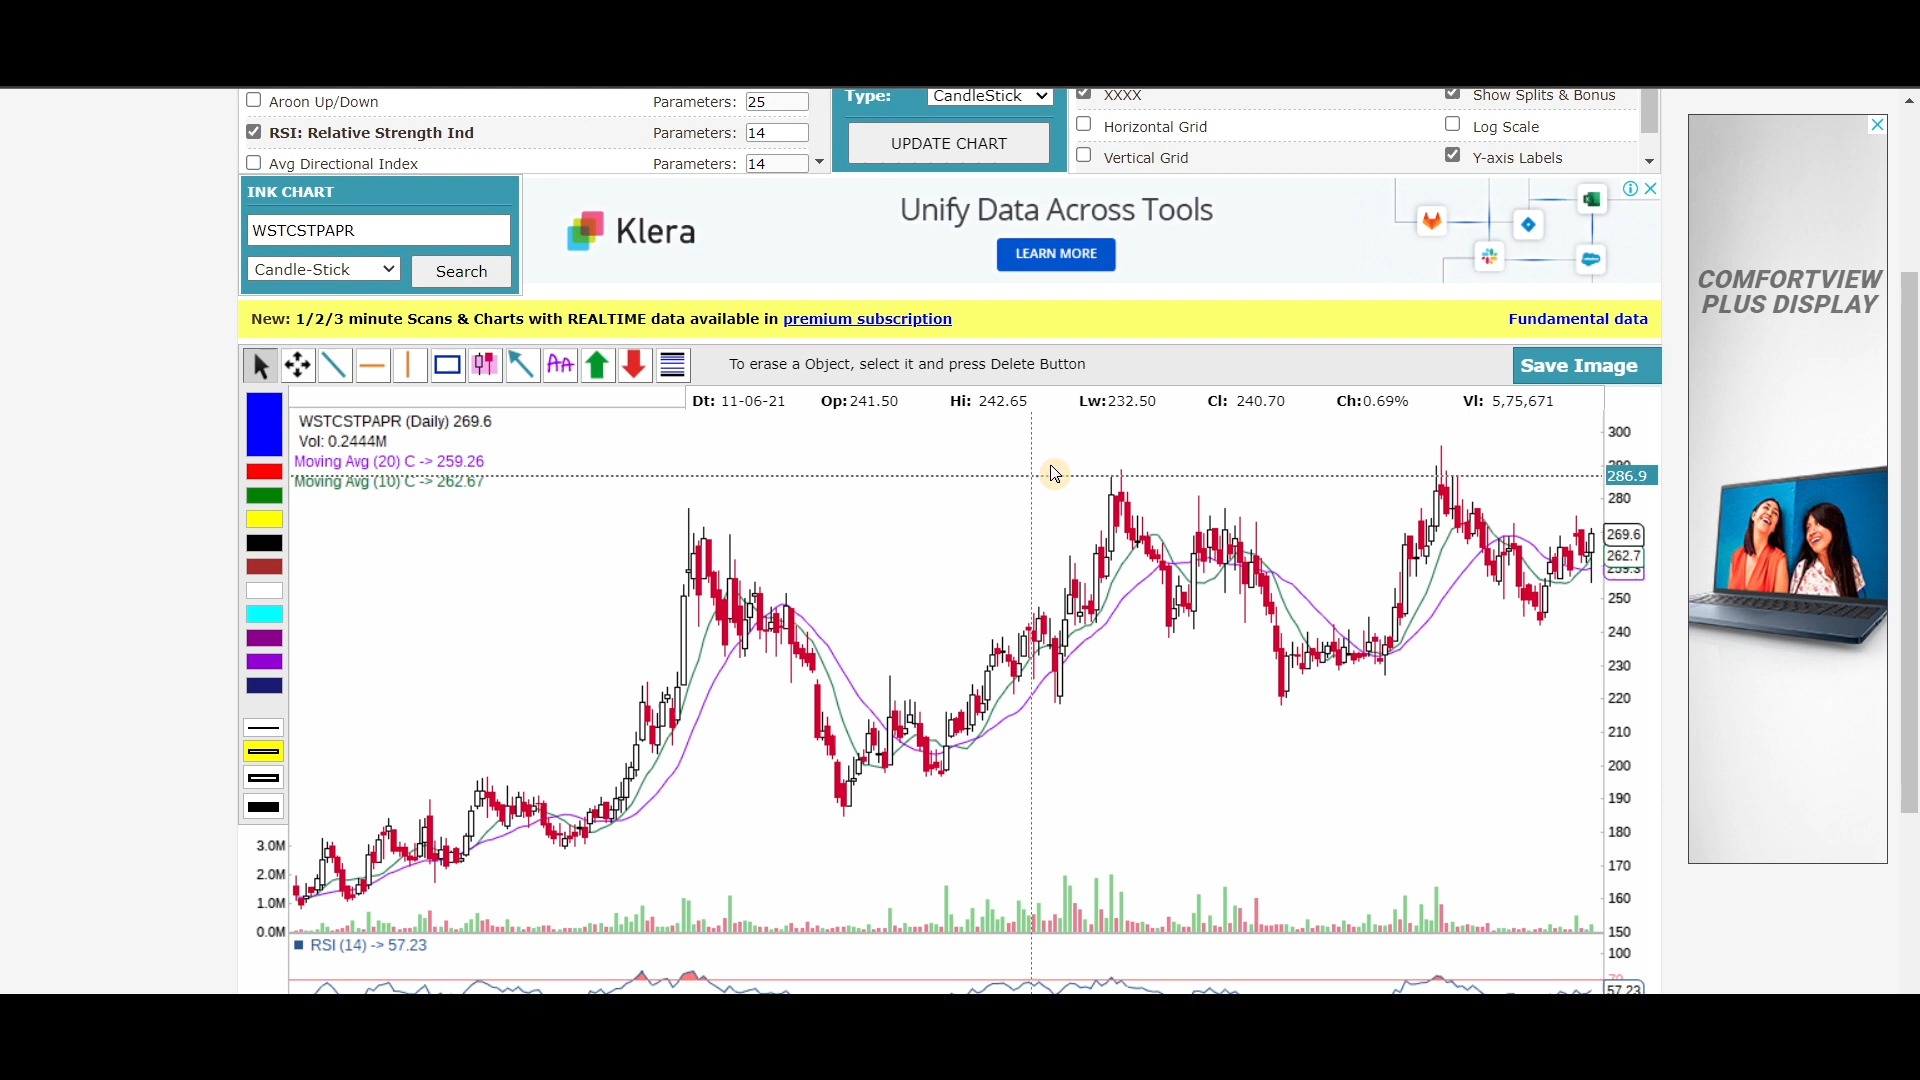 Aroon Up/Down Parameters: 25
RSI: Relative Strength Ind Parameters: 14
Avg Directional Index Parameters: 14
Type: CandleStick
UPDATE CHART
XXXX Show Splits & Bonus
Horizontal Grid Log Scale
Vertical Grid Y-axis Labels
INK CHART
WSTCSTPAPR
Candle-Stick Search
Klera
Unify Data Across Tools
LEARN MORE
COMFORTVIEW
PLUS DISPLAY
New: 1/2/3 minute Scans & Charts with REALTIME data available in premium subscription
Fundamental data
AA
To erase a Object, select it and press Delete Button
Save Image
Dt: 11-06-21 Op:241.50 Hi: 242.65 Lw:232.50 Cl: 240.70 Ch:0.69% Vl: 5,75,671
WSTCSTPAPR (Daily) 269.6
Vol: 0.2444M
Moving Avg (20) C -> 259.26
Moving Avg (10) C -> 262.67
300
290
286.9
280
269.6
262.7
259.3
250
240
230
220
210
200
190
180
170
160
150
3.0M
2.0M
1.0M
0.0M
RSI (14) -> 57.23
100
70
57.23